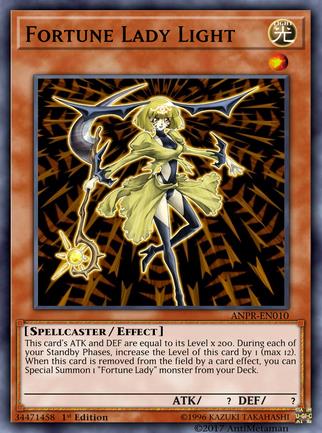 FORTUNE LADY LIGHT
LIGHT
光
ANPR-EN010
[SPELLCASTER / EFFECT]
This card's ATK and DEF are equal to its Level x 200. During each
of your Standby Phases, increase the Level of this card by 1 (max 12).
When this card is removed from the field by a card effect, you can
Special Summon 1 "Fortune Lady" monster from your Deck.
ATK/ ? DEF/ ?
34471458 1st Edition ©1996 KAZUKI TAKAHASHI
©2017 AntiMetaman